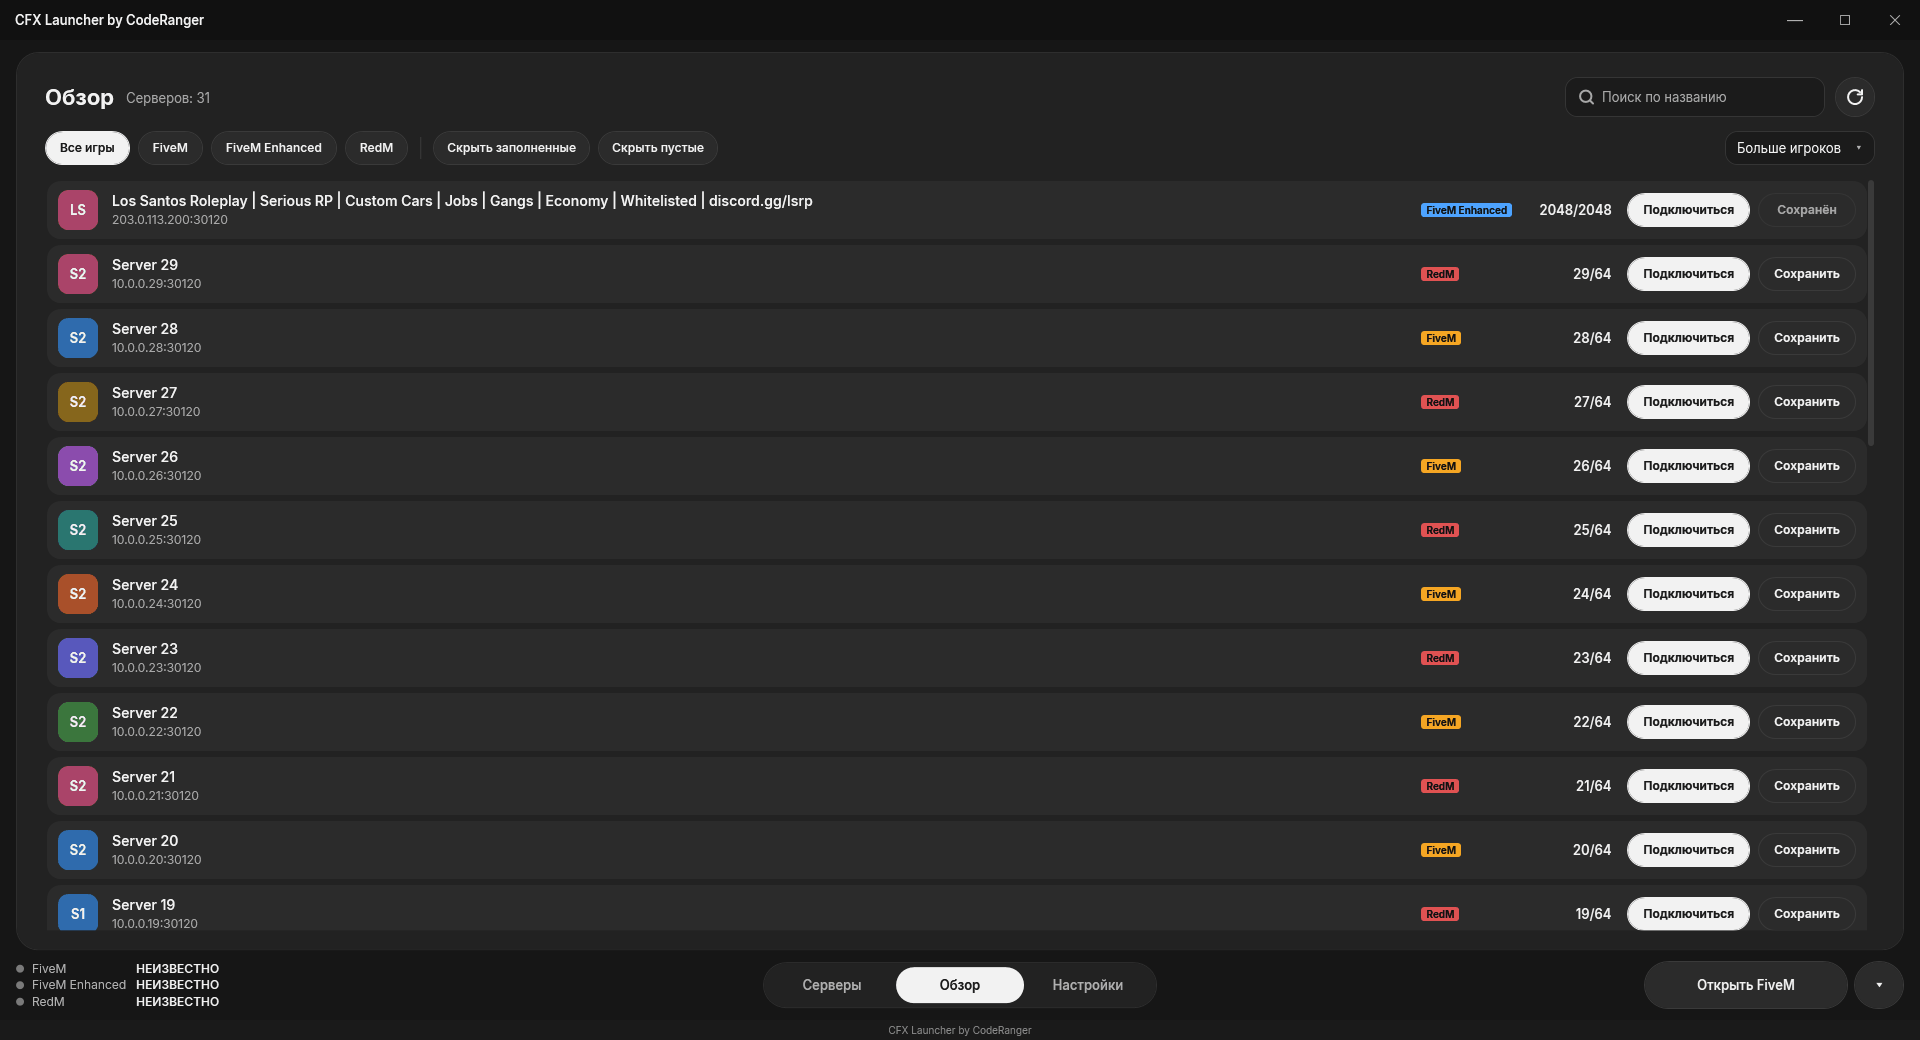 CFX Launcher by CodeRanger
Обзор Серверов: 31
Поиск по названию
Все игры FiveM FiveM Enhanced RedM Скрыть заполненные Скрыть пустые Больше игроков
LS Los Santos Roleplay | Serious RP | Custom Cars | Jobs | Gangs | Economy | Whitelisted | discord.gg/lsrp
203.0.113.200:30120
FiveM Enhanced 2048/2048 Подключиться Сохранён
S2 Server 29
10.0.0.29:30120
RedM 29/64 Подключиться Сохранить
S2 Server 28
10.0.0.28:30120
FiveM 28/64 Подключиться Сохранить
S2 Server 27
10.0.0.27:30120
RedM 27/64 Подключиться Сохранить
S2 Server 26
10.0.0.26:30120
FiveM 26/64 Подключиться Сохранить
S2 Server 25
10.0.0.25:30120
RedM 25/64 Подключиться Сохранить
S2 Server 24
10.0.0.24:30120
FiveM 24/64 Подключиться Сохранить
S2 Server 23
10.0.0.23:30120
RedM 23/64 Подключиться Сохранить
S2 Server 22
10.0.0.22:30120
FiveM 22/64 Подключиться Сохранить
S2 Server 21
10.0.0.21:30120
RedM 21/64 Подключиться Сохранить
S2 Server 20
10.0.0.20:30120
FiveM 20/64 Подключиться Сохранить
S1 Server 19
10.0.0.19:30120
RedM 19/64 Подключиться Сохранить
FiveM НЕИЗВЕСТНО
FiveM Enhanced НЕИЗВЕСТНО
RedM НЕИЗВЕСТНО
Серверы Обзор Настройки
Открыть FiveM
CFX Launcher by CodeRanger